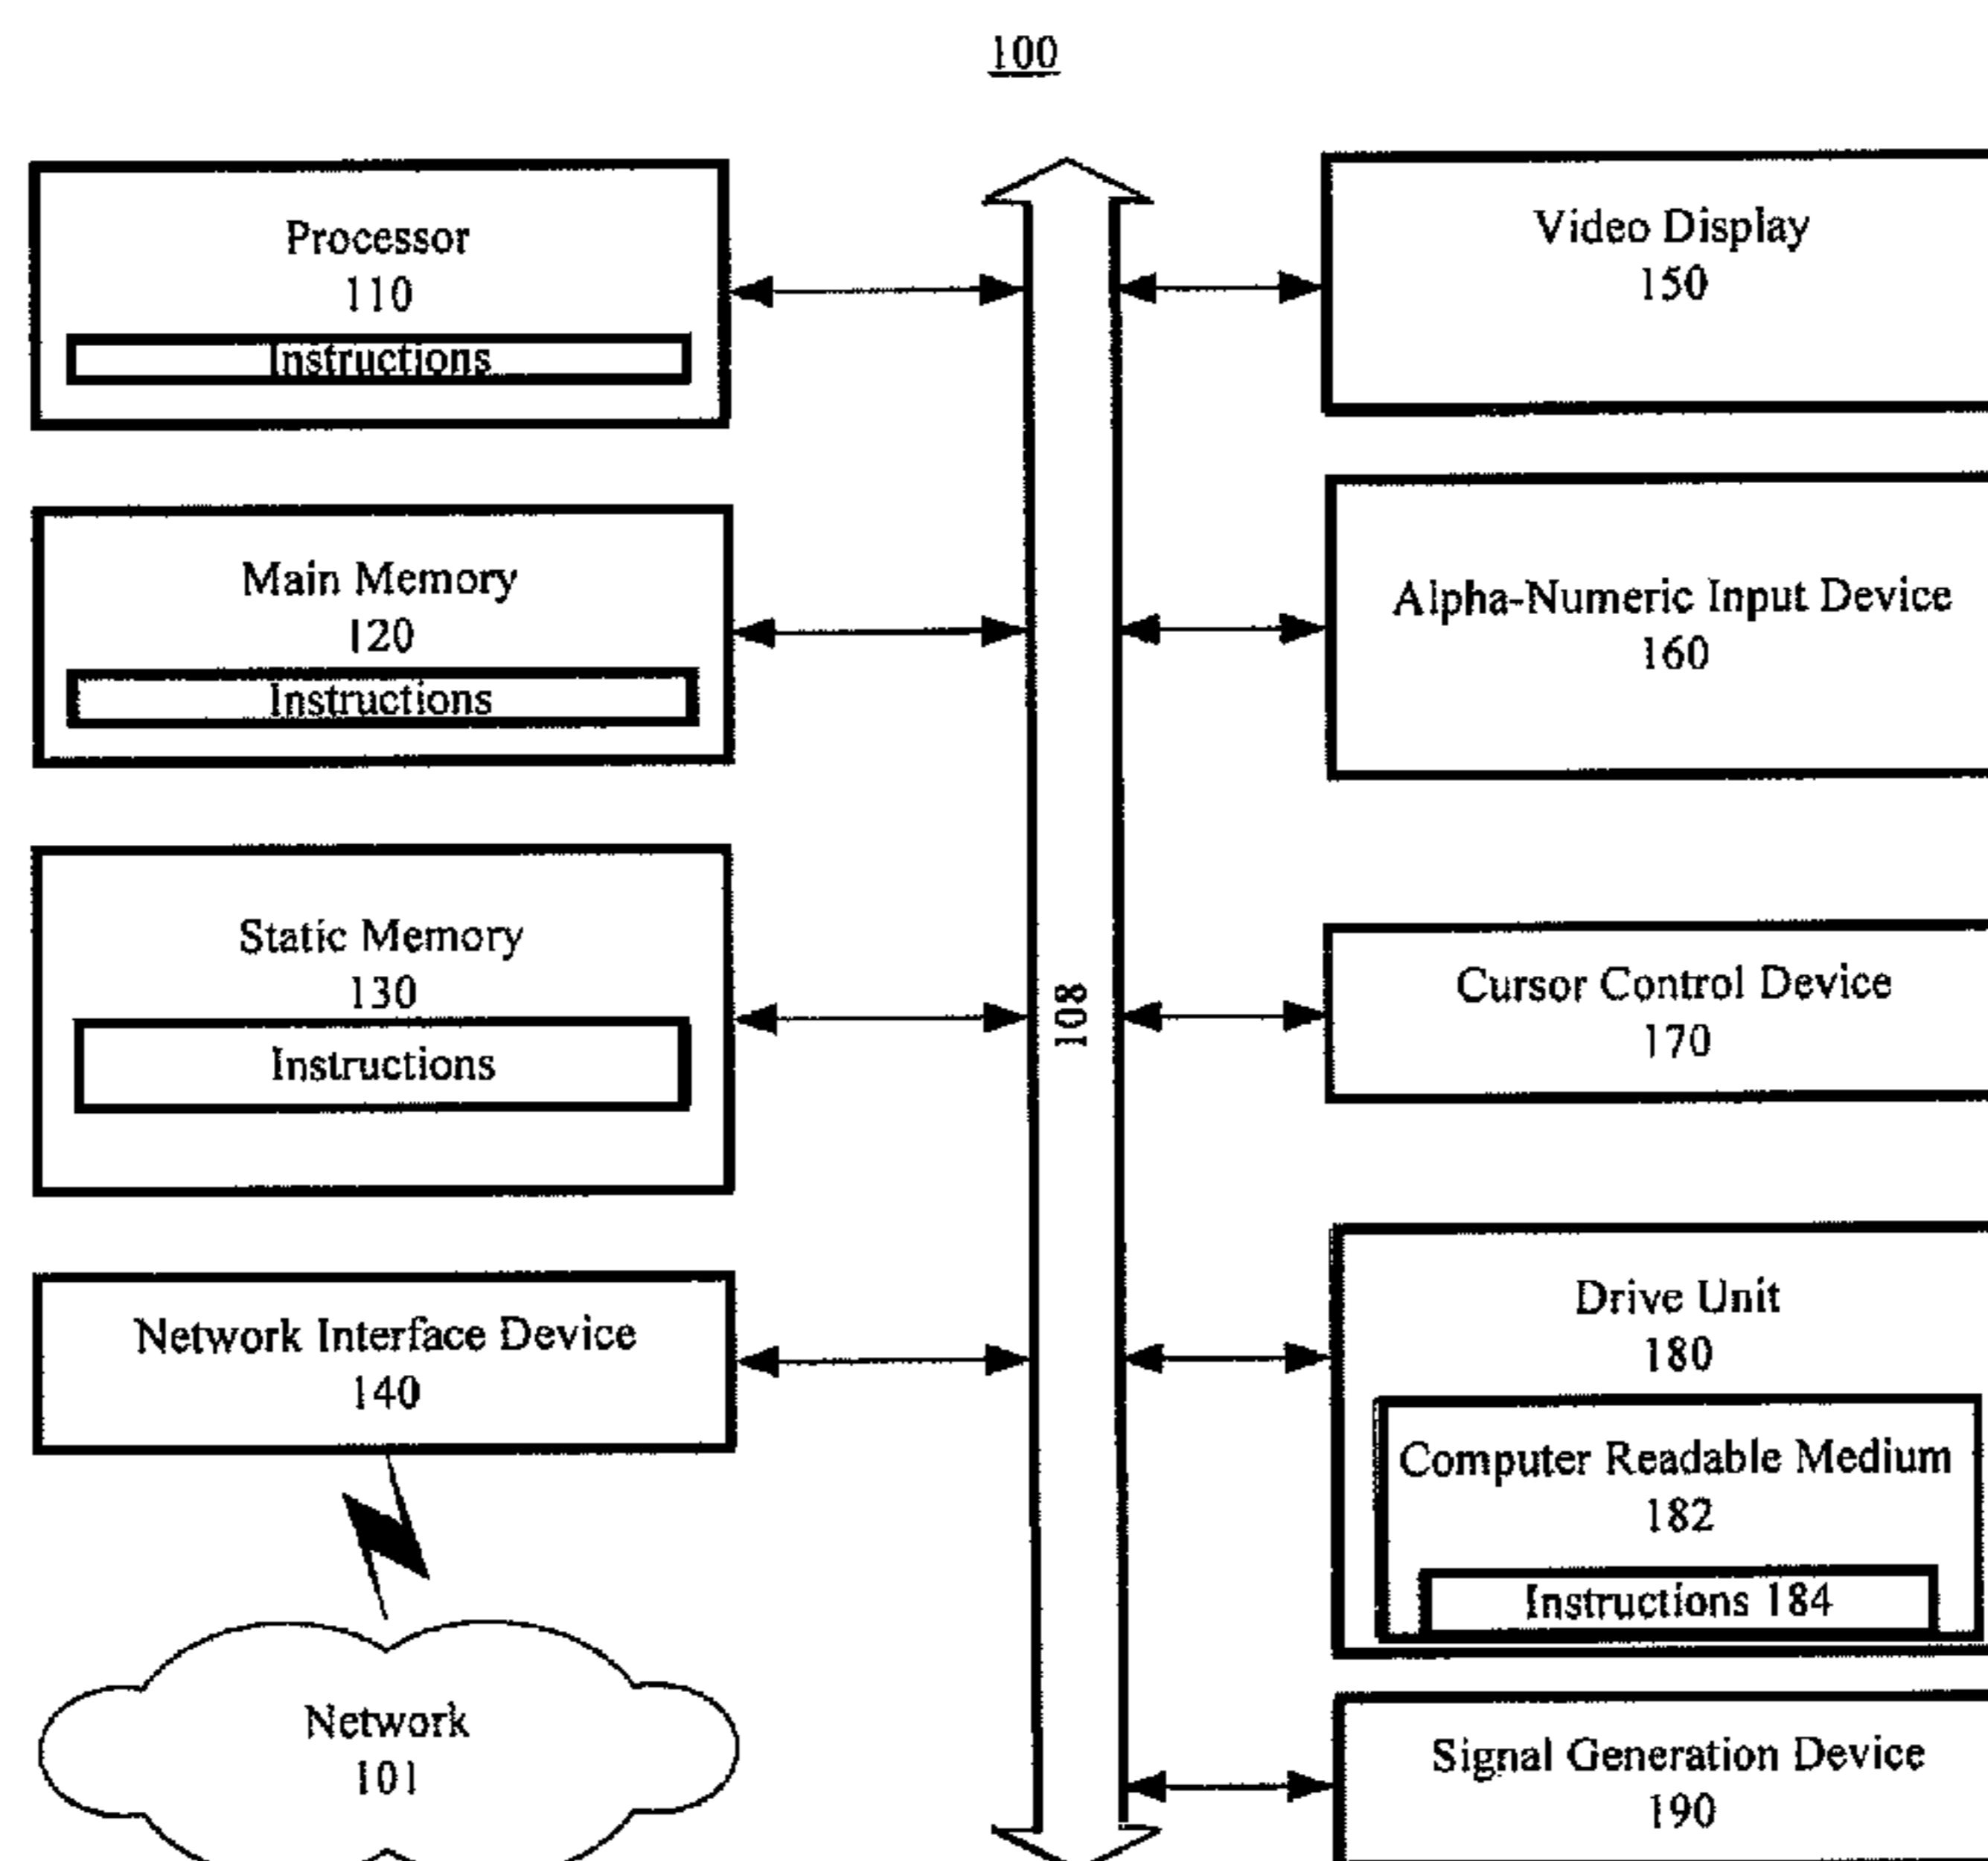 100
Processor
110
Instructions
Main Memory
120
Instructions
Static Memory
130
Instructions
Network Interface Device
140
Network
101
108
Video Display
150
Alpha-Numeric Input Device
160
Cursor Control Device
170
Drive Unit
180
Computer Readable Medium
182
Instructions 184
Signal Generation Device
190